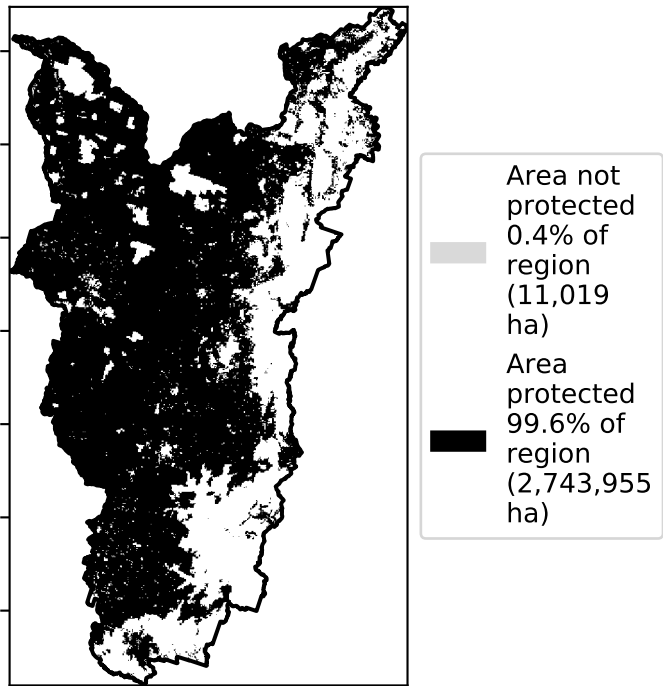 Area not
protected
0.4% of
region
(11,019
ha)
Area
protected
99.6% of
region
(2,743,955
ha)